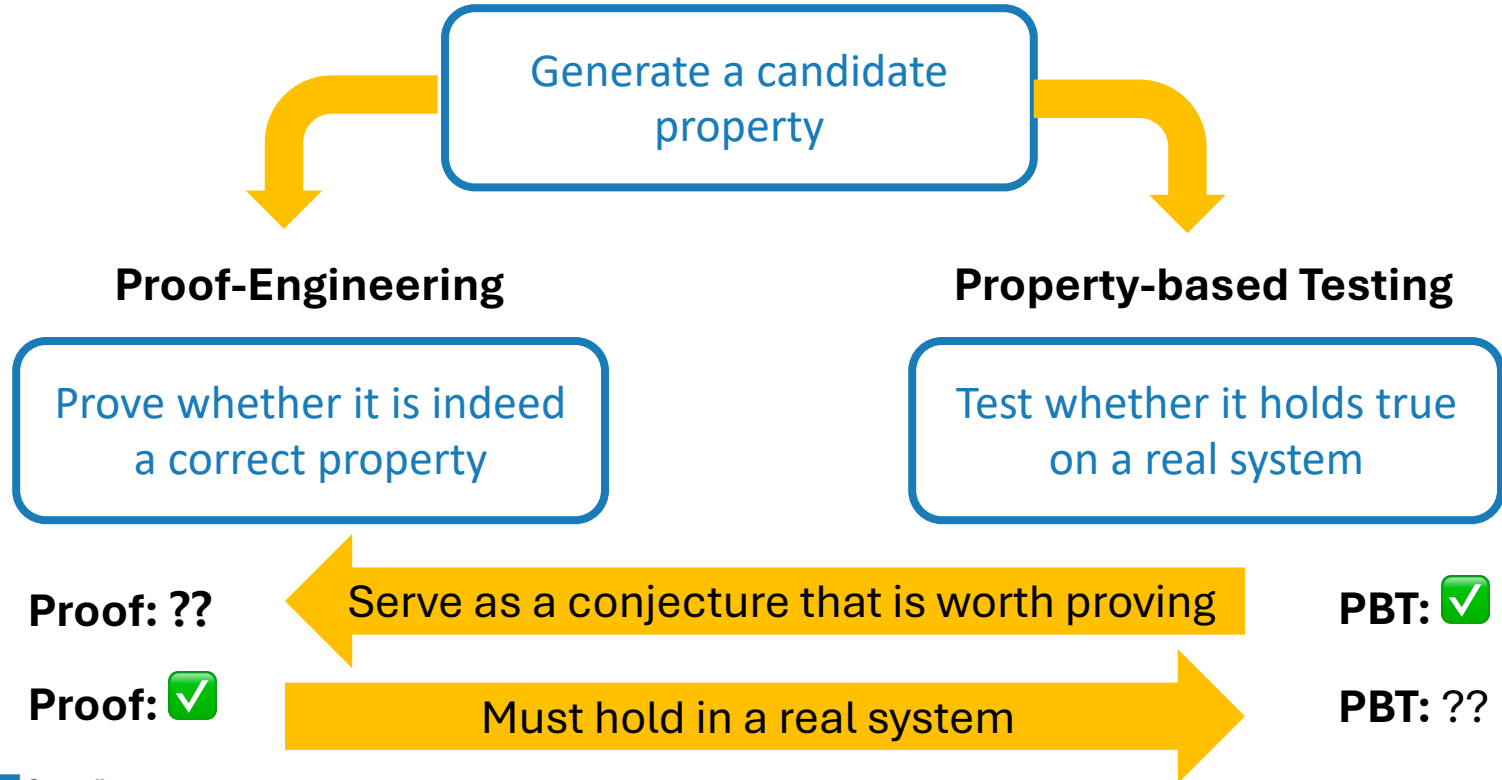 Generate a candidate
property
Proof-Engineering
Property-based Testing
Prove whether it is indeed
a correct property
Test whether it holds true
on a real system
Proof: ??
Serve as a conjecture that is worth proving
PBT: ✅
Proof: ✅
Must hold in a real system
PBT: ??